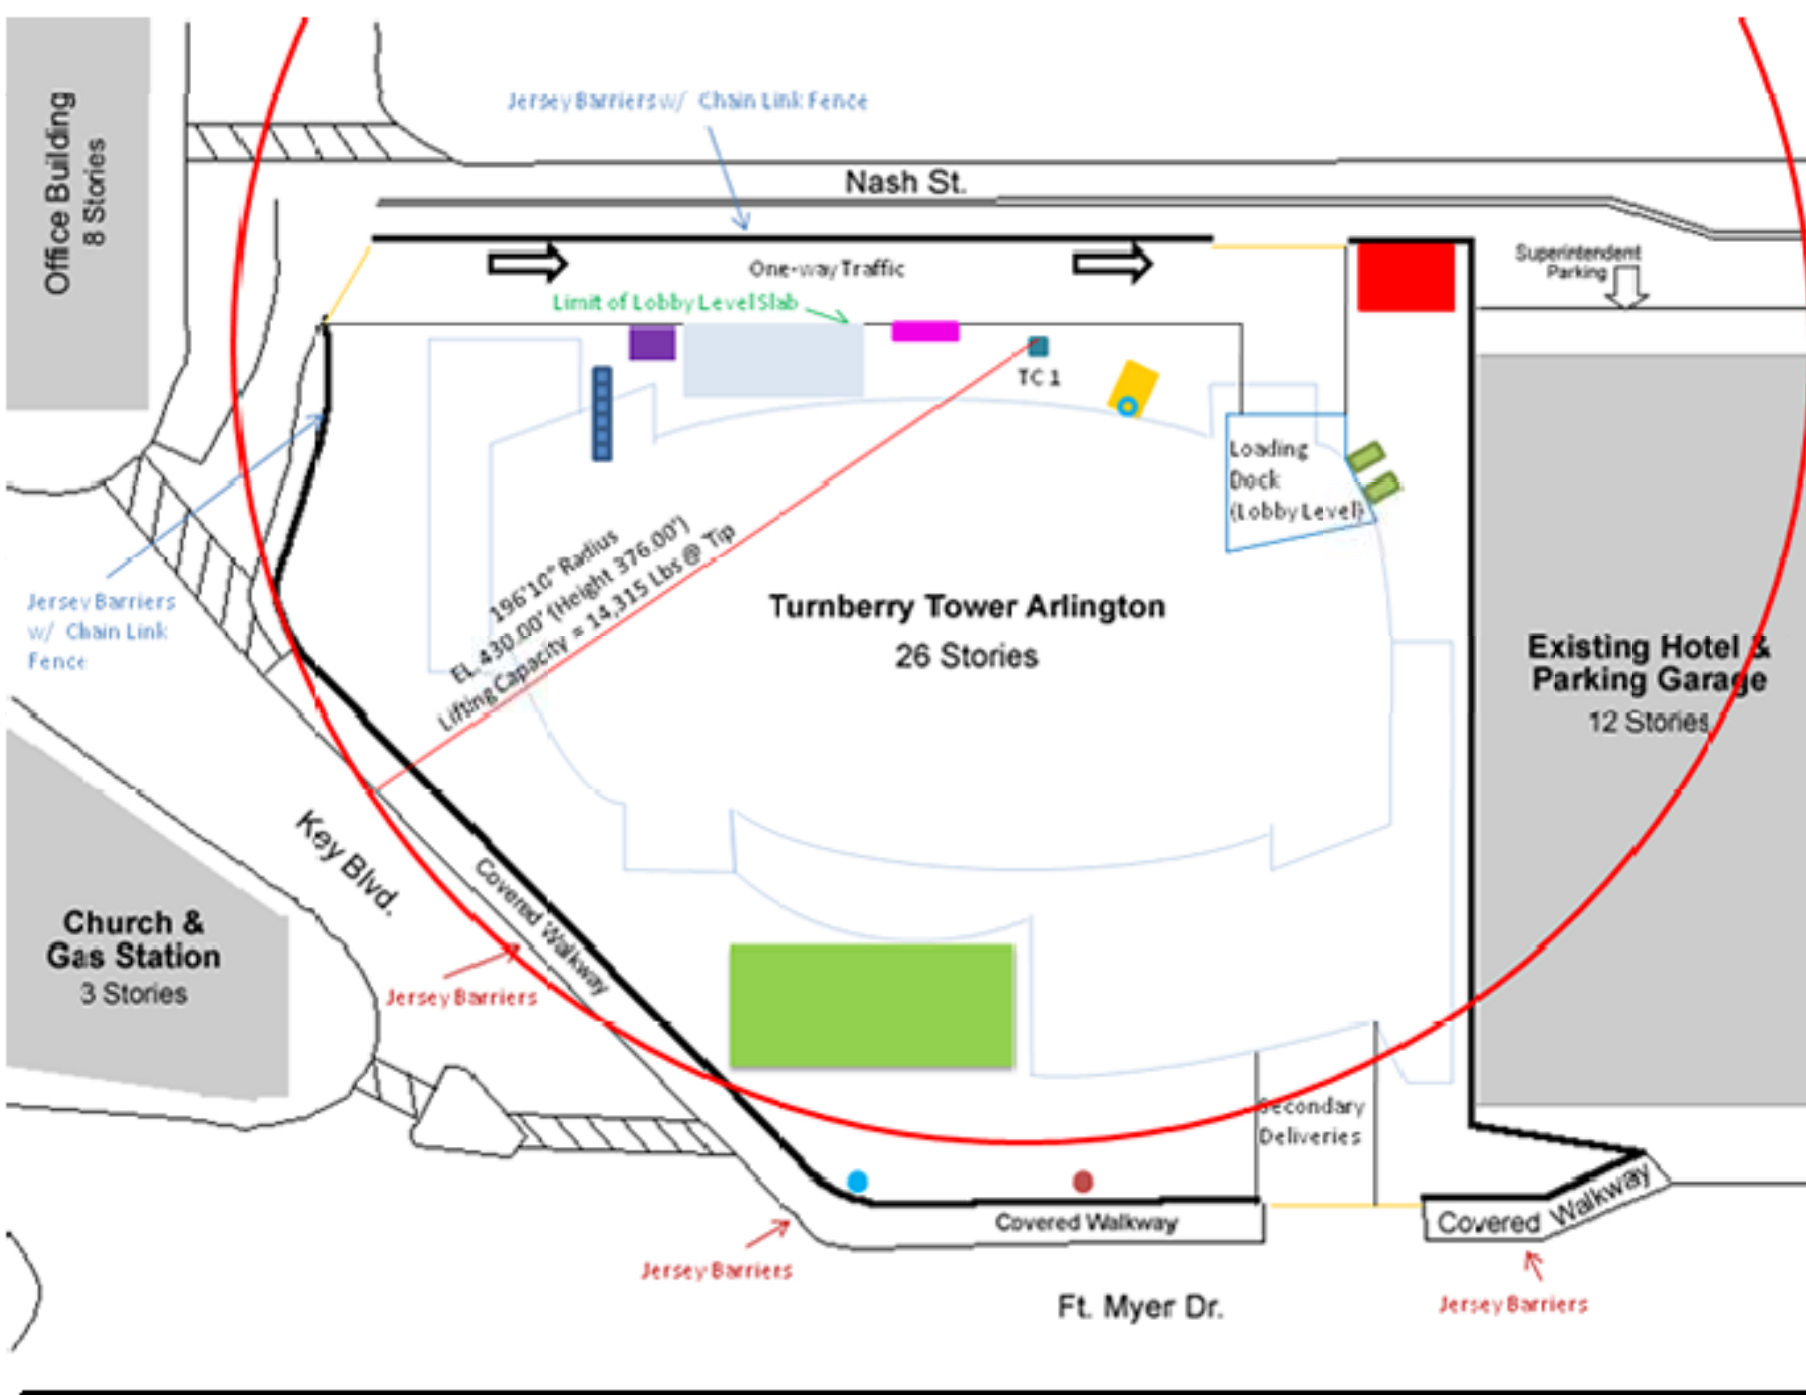 Office Building
8 Stories
Jersey Barriers w/ Chain Link Fence
Nash St.
One-way Traffic
Limit of Lobby Level Slab
Superintendent
Parking
TC 1
Loading
Dock
(Lobby Level)
196'10" Radius
EL. 430.00' (Height 376.00')
Lifting Capacity = 14,315 Lbs @ Tip
Jersey Barriers
w/ Chain Link
Fence
Turnberry Tower Arlington
26 Stories
Existing Hotel &
Parking Garage
12 Stories
Key Blvd.
Covered Walkway
Church &
Gas Station
3 Stories
Jersey Barriers
Secondary
Deliveries
Covered Walkway
Covered Walkway
Jersey Barriers
Ft. Myer Dr.
Jersey Barriers